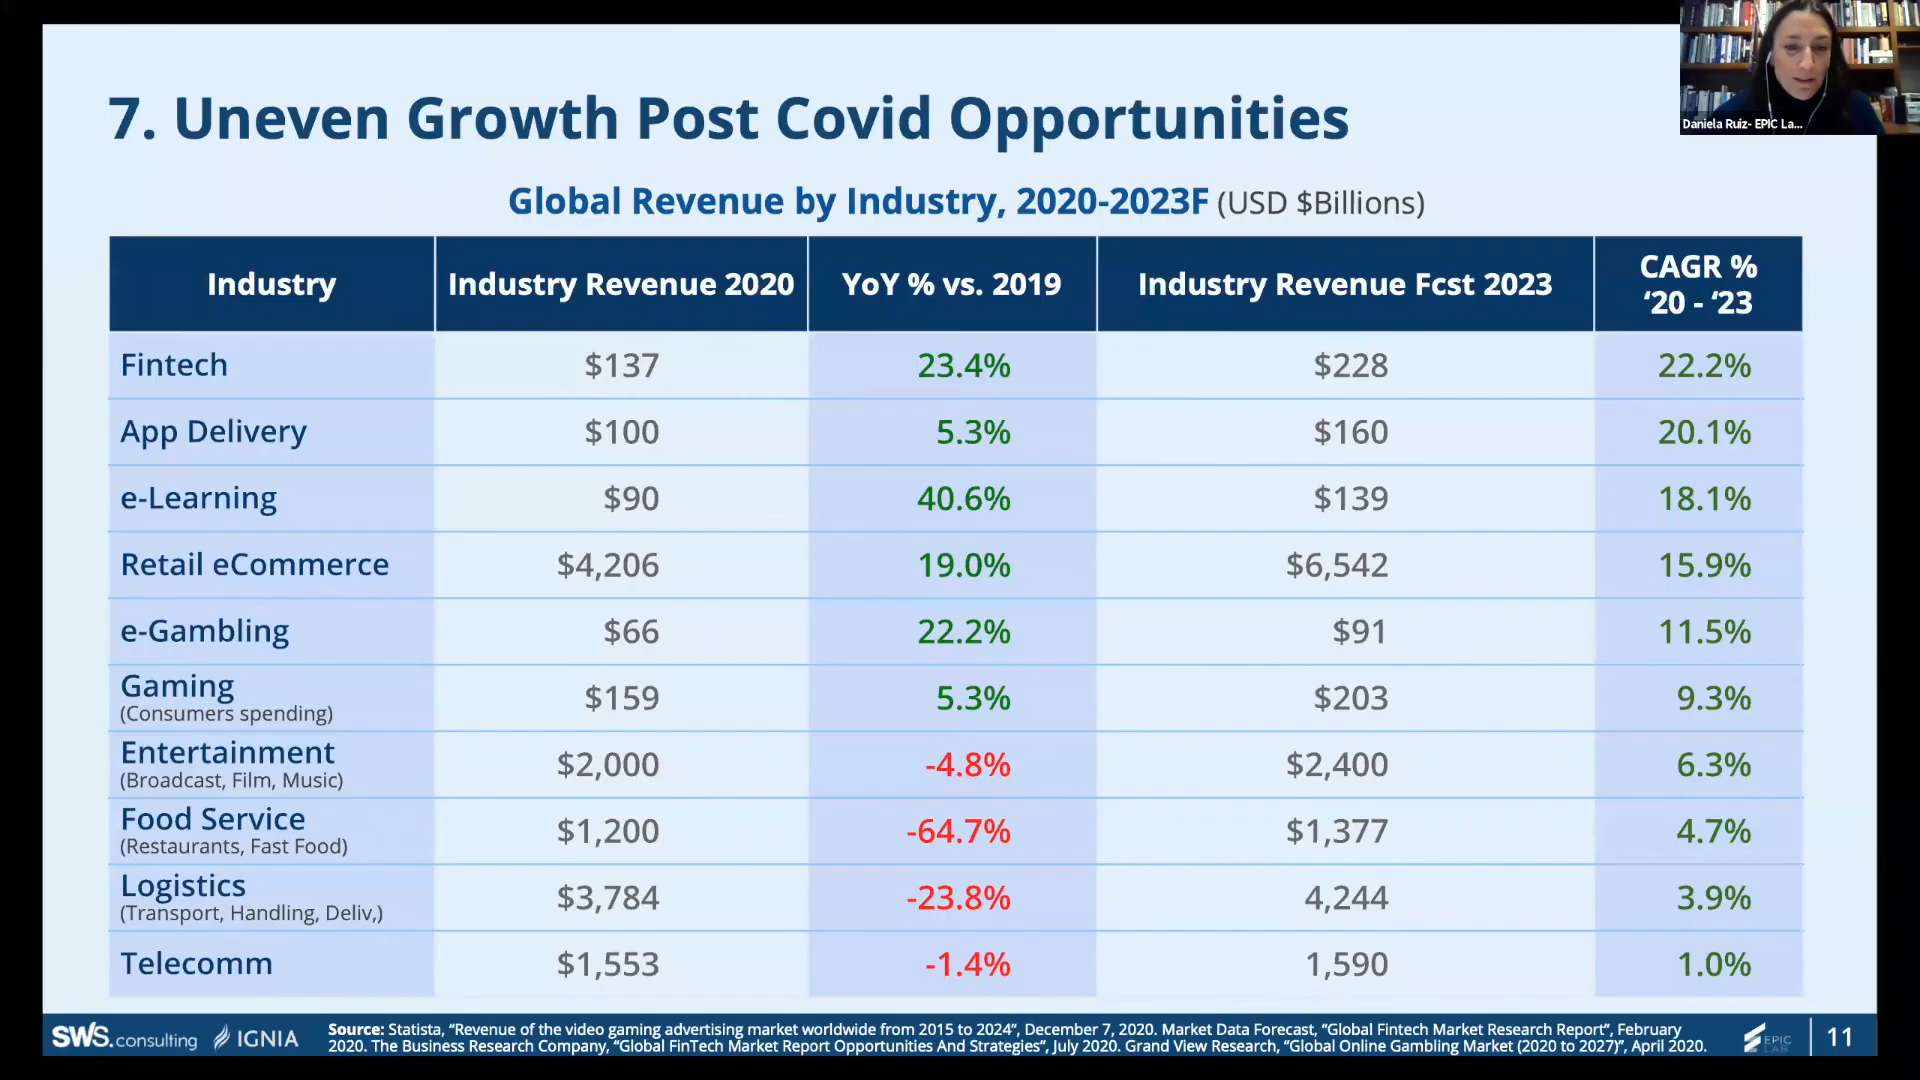 Daniela Ruiz- EPIC La...
7. Uneven Growth Post Covid Opportunities
Global Revenue by Industry, 2020-2023F (USD $Billions)
Industry Industry Revenue 2020 YoY % vs. 2019 Industry Revenue Fcst 2023 CAGR %
‘20 - ‘23
Fintech $137 23.4% $228 22.2%
App Delivery $100 5.3% $160 20.1%
e-Learning $90 40.6% $139 18.1%
Retail eCommerce $4,206 19.0% $6,542 15.9%
e-Gambling $66 22.2% $91 11.5%
Gaming $159 5.3% $203 9.3%
(Consumers spending)
Entertainment $2,000 -4.8% $2,400 6.3%
(Broadcast, Film, Music)
Food Service $1,200 -64.7% $1,377 4.7%
(Restaurants, Fast Food)
Logistics $3,784 -23.8% 4,244 3.9%
(Transport, Handling, Deliv,)
Telecomm $1,553 -1.4% 1,590 1.0%
SWS.consulting IGNIA
Source: Statista, “Revenue of the video gaming advertising market worldwide from 2015 to 2024”, December 7, 2020. Market Data Forecast, “Global Fintech Market Research Report”, February
2020. The Business Research Company, “Global FinTech Market Report Opportunities And Strategies“, July 2020. Grand View Research, “Global Online Gambling Market (2020 to 2027)”, April 2020.
EPIC
LAB
11